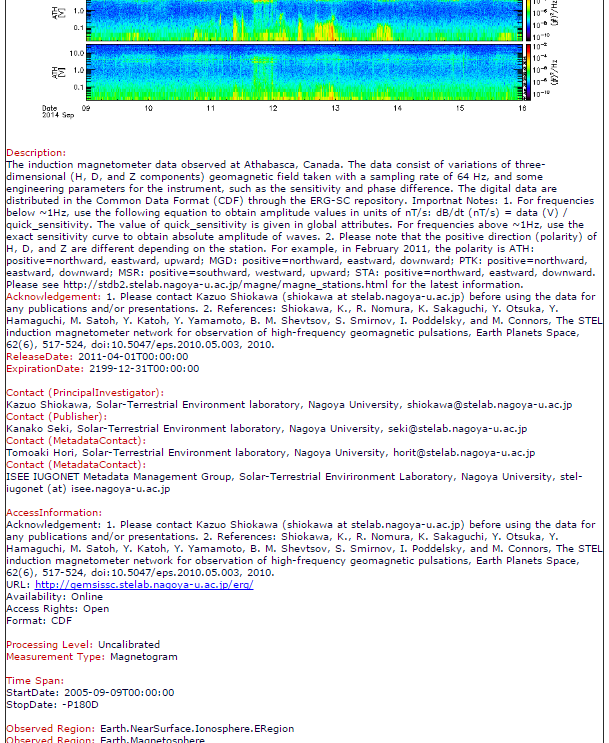 ATH
[V]
1.0
0.1
10⁻⁶
10⁻⁸
10⁻¹⁰
ATH
[V]
10.0
1.0
0.1
10⁻²
10⁻⁴
10⁻⁶
10⁻⁸
10⁻¹⁰
Date 09 10 11 12 13 14 15 16
2014 Sep
Description:
The induction magnetometer data observed at Athabasca, Canada. The data consist of variations of three-
dimensional (H, D, and Z components) geomagnetic field taken with a sampling rate of 64 Hz, and some
engineering parameters for the instrument, such as the sensitivity and phase difference. The digital data are
distributed in the Common Data Format (CDF) through the ERG-SC repository. Importnat Notes: 1. For frequencies
below ~1Hz, use the following equation to obtain amplitude values in units of nT/s: dB/dt (nT/s) = data (V) /
quick_sensitivity. The value of quick_sensitivity is given in global attributes. For frequencies above ~1Hz, use the
exact sensitivity curve to obtain absolute amplitude of waves. 2. Please note that the positive direction (polarity) of
H, D, and Z are different depending on the station. For example, in February 2011, the polarity is ATH:
positive=northward, eastward, upward; MGD: positive=northward, eastward, downward; PTK: positive=northward,
eastward, downward; MSR: positive=southward, westward, upward; STA: positive=northward, eastward, downward.
Please see http://stdb2.stelab.nagoya-u.ac.jp/magne/magne_stations.html for the latest information.
Acknowledgement: 1. Please contact Kazuo Shiokawa (shiokawa at stelab.nagoya-u.ac.jp) before using the data for
any publications and/or presentations. 2. References: Shiokawa, K., R. Nomura, K. Sakaguchi, Y. Otsuka, Y.
Hamaguchi, M. Satoh, Y. Katoh, Y. Yamamoto, B. M. Shevtsov, S. Smirnov, I. Poddelsky, and M. Connors, The STEL
induction magnetometer network for observation of high-frequency geomagnetic pulsations, Earth Planets Space,
62(6), 517-524, doi:10.5047/eps.2010.05.003, 2010.
ReleaseDate: 2011-04-01T00:00:00
ExpirationDate: 2199-12-31T00:00:00
Contact (PrincipalInvestigator):
Kazuo Shiokawa, Solar-Terrestrial Environment laboratory, Nagoya University, shiokawa@stelab.nagoya-u.ac.jp
Contact (Publisher):
Kanako Seki, Solar-Terrestrial Environment laboratory, Nagoya University, seki@stelab.nagoya-u.ac.jp
Contact (MetadataContact):
Tomoaki Hori, Solar-Terrestrial Environment laboratory, Nagoya University, horit@stelab.nagoya-u.ac.jp
Contact (MetadataContact):
ISEE IUGONET Metadata Management Group, Solar-Terrestrial Envirironment Laboratory, Nagoya University, stel-
iugonet (at) isee.nagoya-u.ac.jp
AccessInformation:
Acknowledgement: 1. Please contact Kazuo Shiokawa (shiokawa at stelab.nagoya-u.ac.jp) before using the data for
any publications and/or presentations. 2. References: Shiokawa, K., R. Nomura, K. Sakaguchi, Y. Otsuka, Y.
Hamaguchi, M. Satoh, Y. Katoh, Y. Yamamoto, B. M. Shevtsov, S. Smirnov, I. Poddelsky, and M. Connors, The STEL
induction magnetometer network for observation of high-frequency geomagnetic pulsations, Earth Planets Space,
62(6), 517-524, doi:10.5047/eps.2010.05.003, 2010.
URL: http://gemsissc.stelab.nagoya-u.ac.jp/erg/
Availability: Online
Access Rights: Open
Format: CDF
Processing Level: Uncalibrated
Measurement Type: Magnetogram
Time Span:
StartDate: 2005-09-09T00:00:00
StopDate: -P180D
Observed Region: Earth.NearSurface.Ionosphere.ERegion
Observed Region: Earth.Magnetosphere